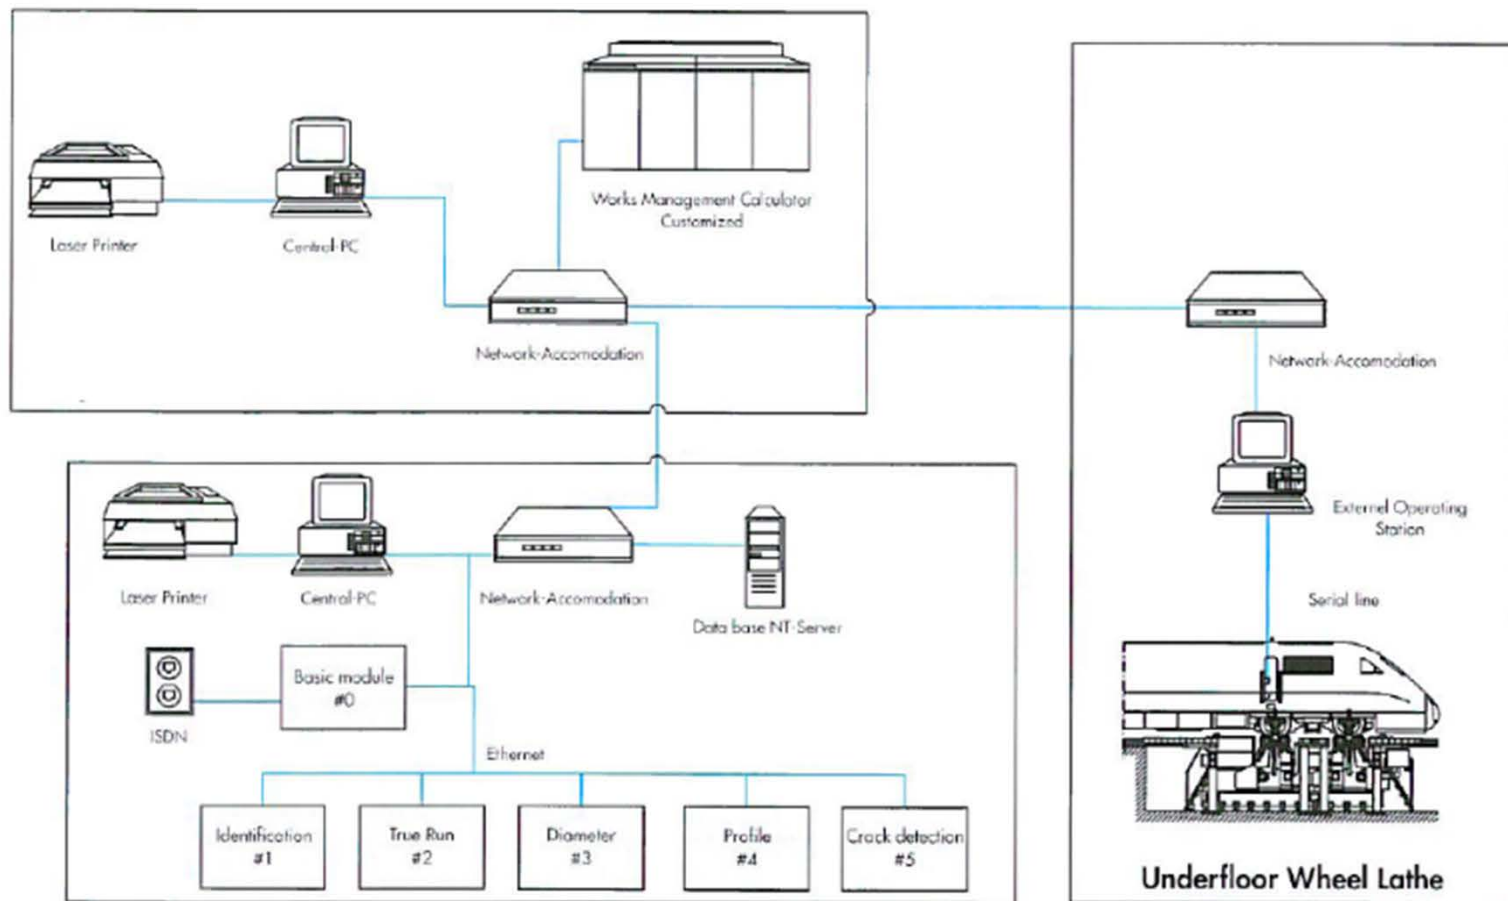 Works Management Calculator
Customized
Laser Printer
Central-PC
Network-Accomodation
Network-Accomodation
Externel Operating
Station
Serial line
Underfloor Wheel Lathe
Laser Printer
Central-PC
Network-Accomodation
Data base NT-Server
Basic module
#0
ISDN
Ethernet
Identification
#1
True Run
#2
Diameter
#3
Profile
#4
Crack detection
#5